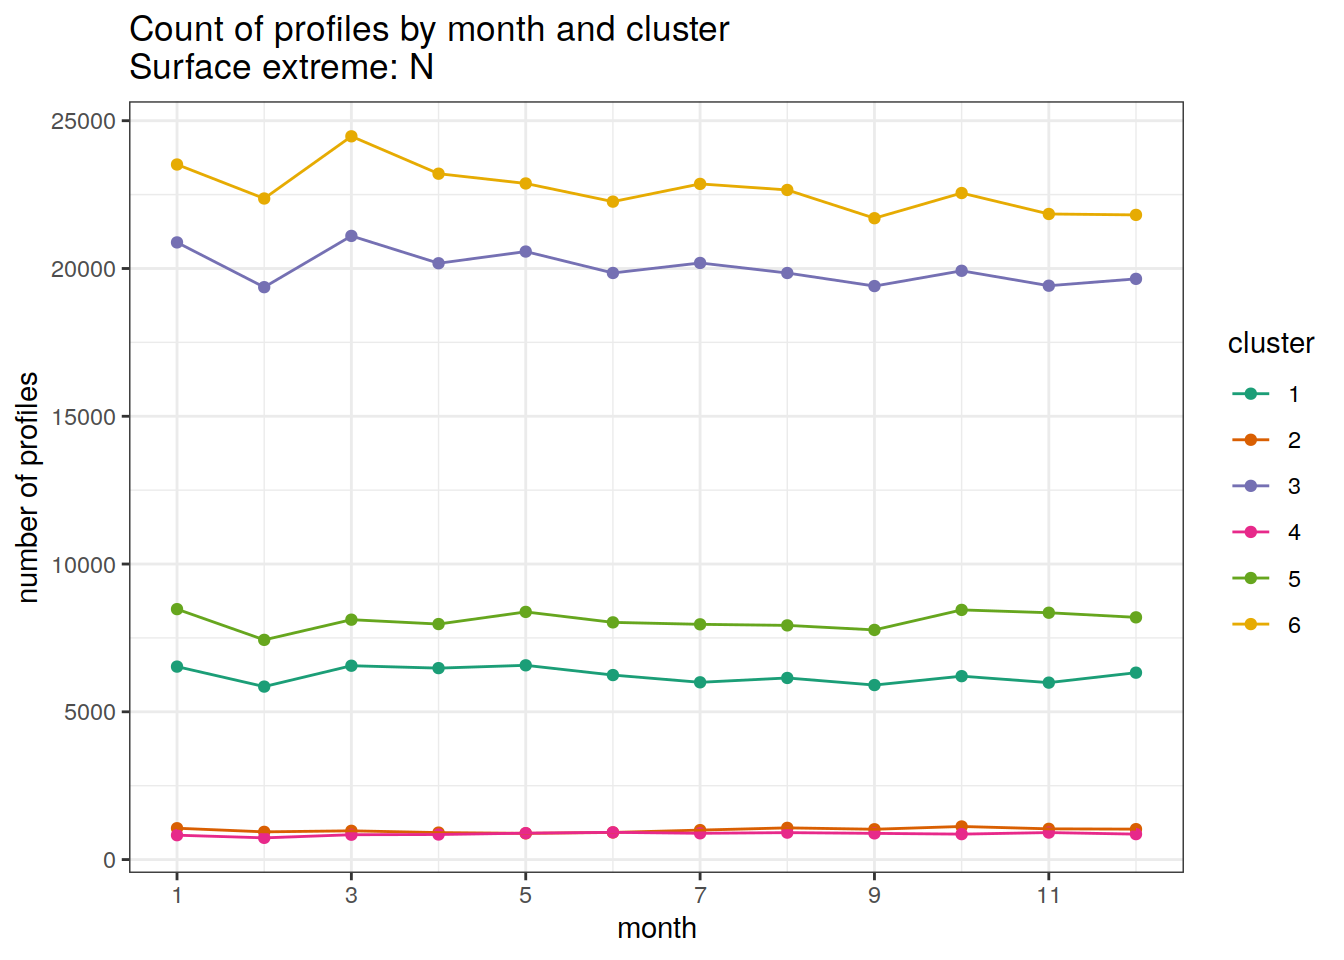 Count of profiles by month and cluster
Surface extreme: N
25000
20000
15000
10000
5000
0
number of profiles
1 3 5 7 9 11
month
cluster
1
2
3
4
5
6